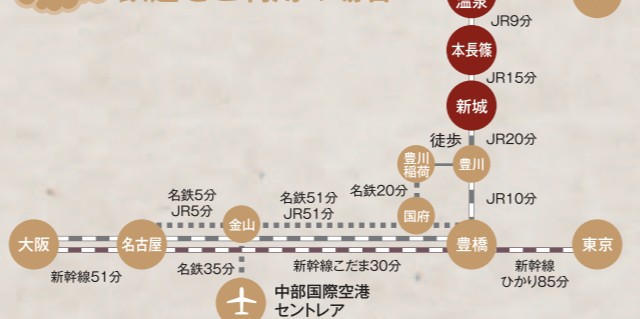 温泉
JR9分
本長篠
JR15分
新城
JR20分
徒歩
豊川
稲荷
豊川
名鉄20分
JR10分
国府
名鉄5分
JR5分
金山
名鉄51分
JR51分
大阪
名古屋
豊橋
東京
新幹線51分
名鉄35分
新幹線こだま30分
新幹線
ひかり85分
中部国際空港
セントレア